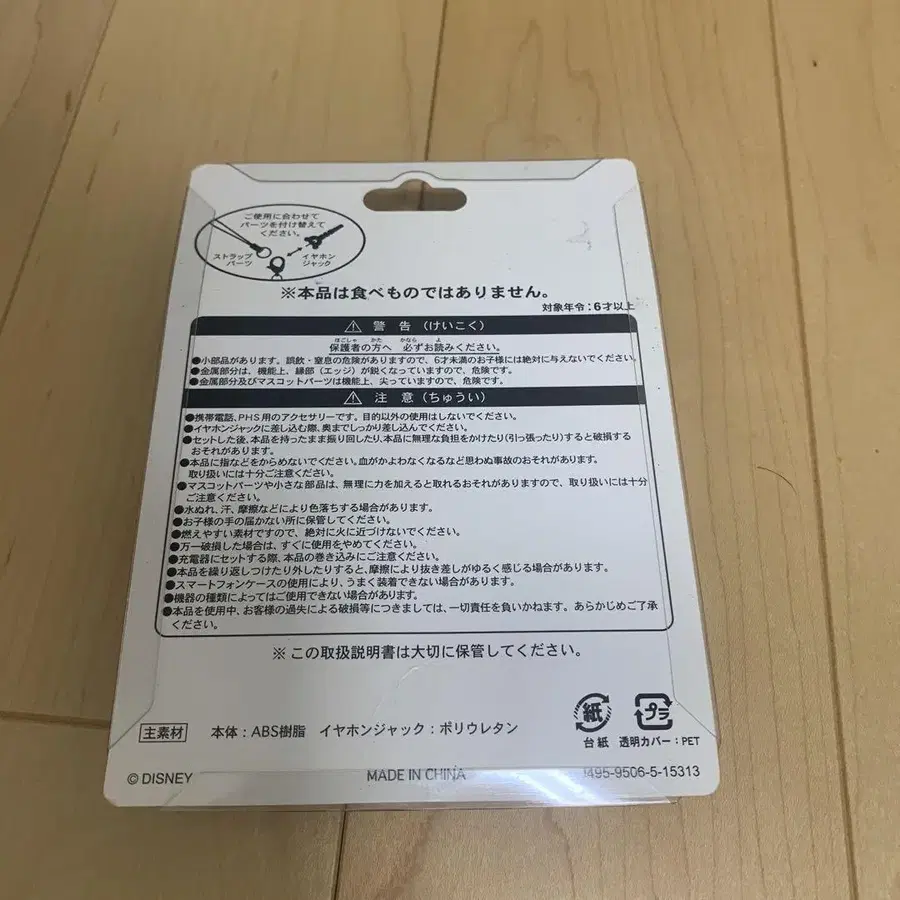 ご使用に合わせて
パーツを付け替えて
ください。
ストラップ
パーツ
イヤホン
ジャック
※本品は食べものではありません。
対象年令:6才以上
⚠ 警 告 (けいこく)
ほごしゃ かた かなら よ
保護者の方へ 必ずお読みください。
●小部品があります。誤飲・窒息の危険がありますので、6才未満のお子様には絶対に与えないでください。
●金属部分は、機能上、縁部(エッジ)が鋭くなっていますので、危険です。
●金属部分及びマスコットパーツは機能上、尖っていますので、危険です。
⚠ 注 意 (ちゅうい)
●携帯電話、PHS用のアクセサリーです。目的以外の使用はしないでください。
●イヤホンジャックに差し込む際、奥までしっかり差し込んでください。
●セットした後、本品を持ったまま振り回したり、本品に無理な負担をかけたり(引っ張ったり)すると破損する
おそれがあります。
●本品に指などをからめないでください。血がかよわなくなるなど思わぬ事故のおそれがあります。
取り扱いには十分ご注意ください。
●マスコットパーツや小さな部品は、無理に力を加えると取れるおそれがありますので、取り扱いには十分
ご注意ください。
●水ぬれ、汗、摩擦などにより色落ちする場合があります。
●お子様の手の届かない所に保管してください。
●燃えやすい素材ですので、絶対に火に近づけないでください。
●万一破損した場合は、すぐに使用をやめてください。
●充電器にセットする際、本品の巻き込みにご注意ください。
●本品を繰り返しつけたり外したりすると、摩擦により抜き差しがゆるく感じる場合があります。
●スマートフォンケースの使用により、うまく装着できない場合があります。
●機器の種類によってはご使用できない場合があります。
●本品を使用中、お客様の過失による破損等につきましては、一切責任を負いかねます。あらかじめご了承
ください。
※この取扱説明書は大切に保管してください。
紙
プラ
台紙 透明カバー:PET
主素材 本体:ABS樹脂 イヤホンジャック:ポリウレタン
© DISNEY
MADE IN CHINA
495-9506-5-15313